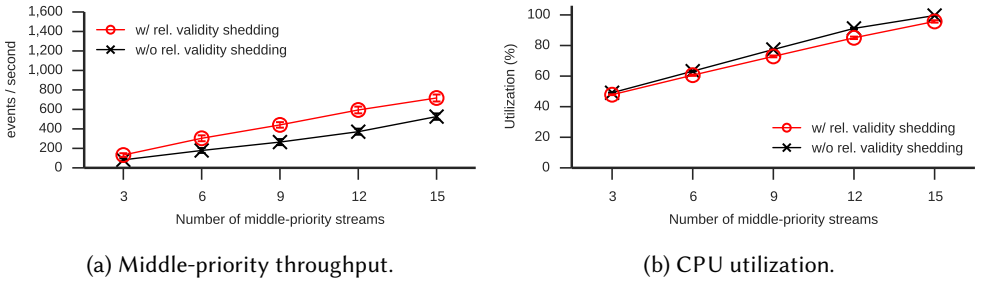 1,600
1,400
1,200
1,000
800
600
400
200
0
events / second
w/ rel. validity shedding
w/o rel. validity shedding
3 6 9 12 15
Number of middle-priority streams
(a) Middle-priority throughput.
100
80
60
40
20
0
Utilization (%)
w/ rel. validity shedding
w/o rel. validity shedding
3 6 9 12 15
Number of middle-priority streams
(b) CPU utilization.